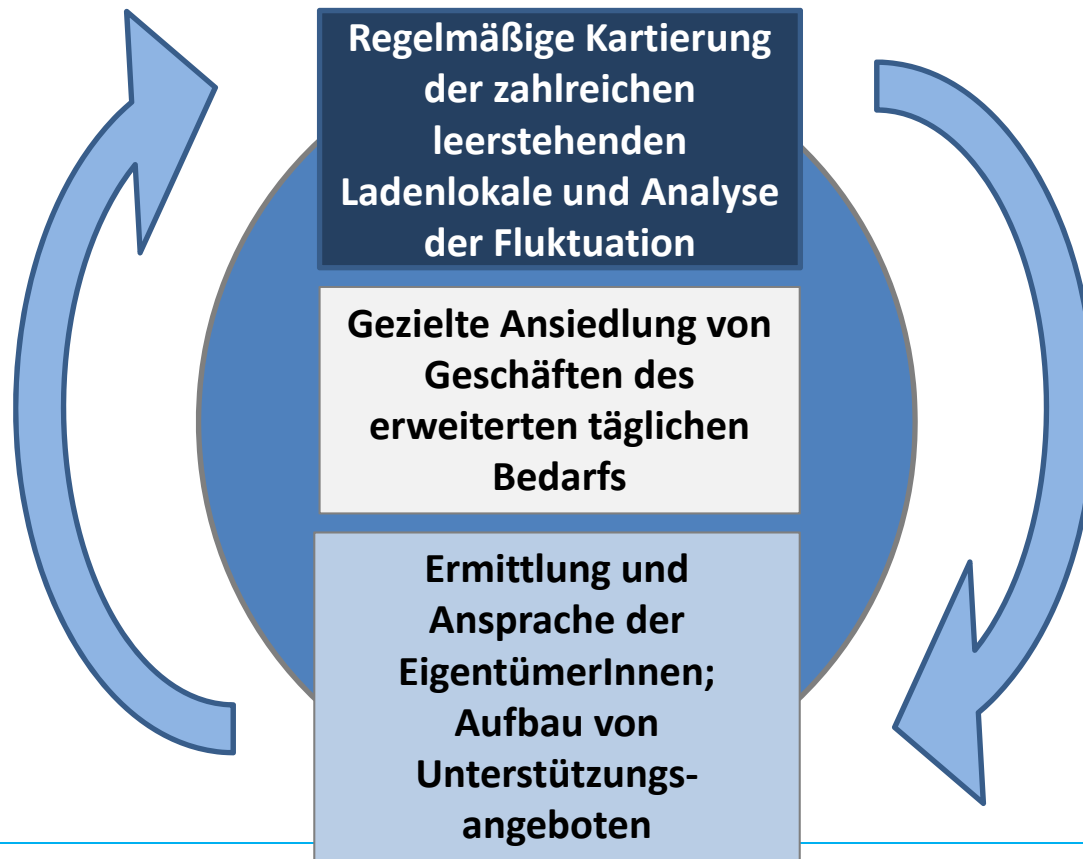 Regelmäßige Kartierung
der zahlreichen
leerstehenden
Ladenlokale und Analyse
der Fluktuation
Gezielte Ansiedlung von
Geschäften des
erweiterten täglichen
Bedarfs
Ermittlung und
Ansprache der
EigentümerInnen;
Aufbau von
Unterstützungs-
angeboten